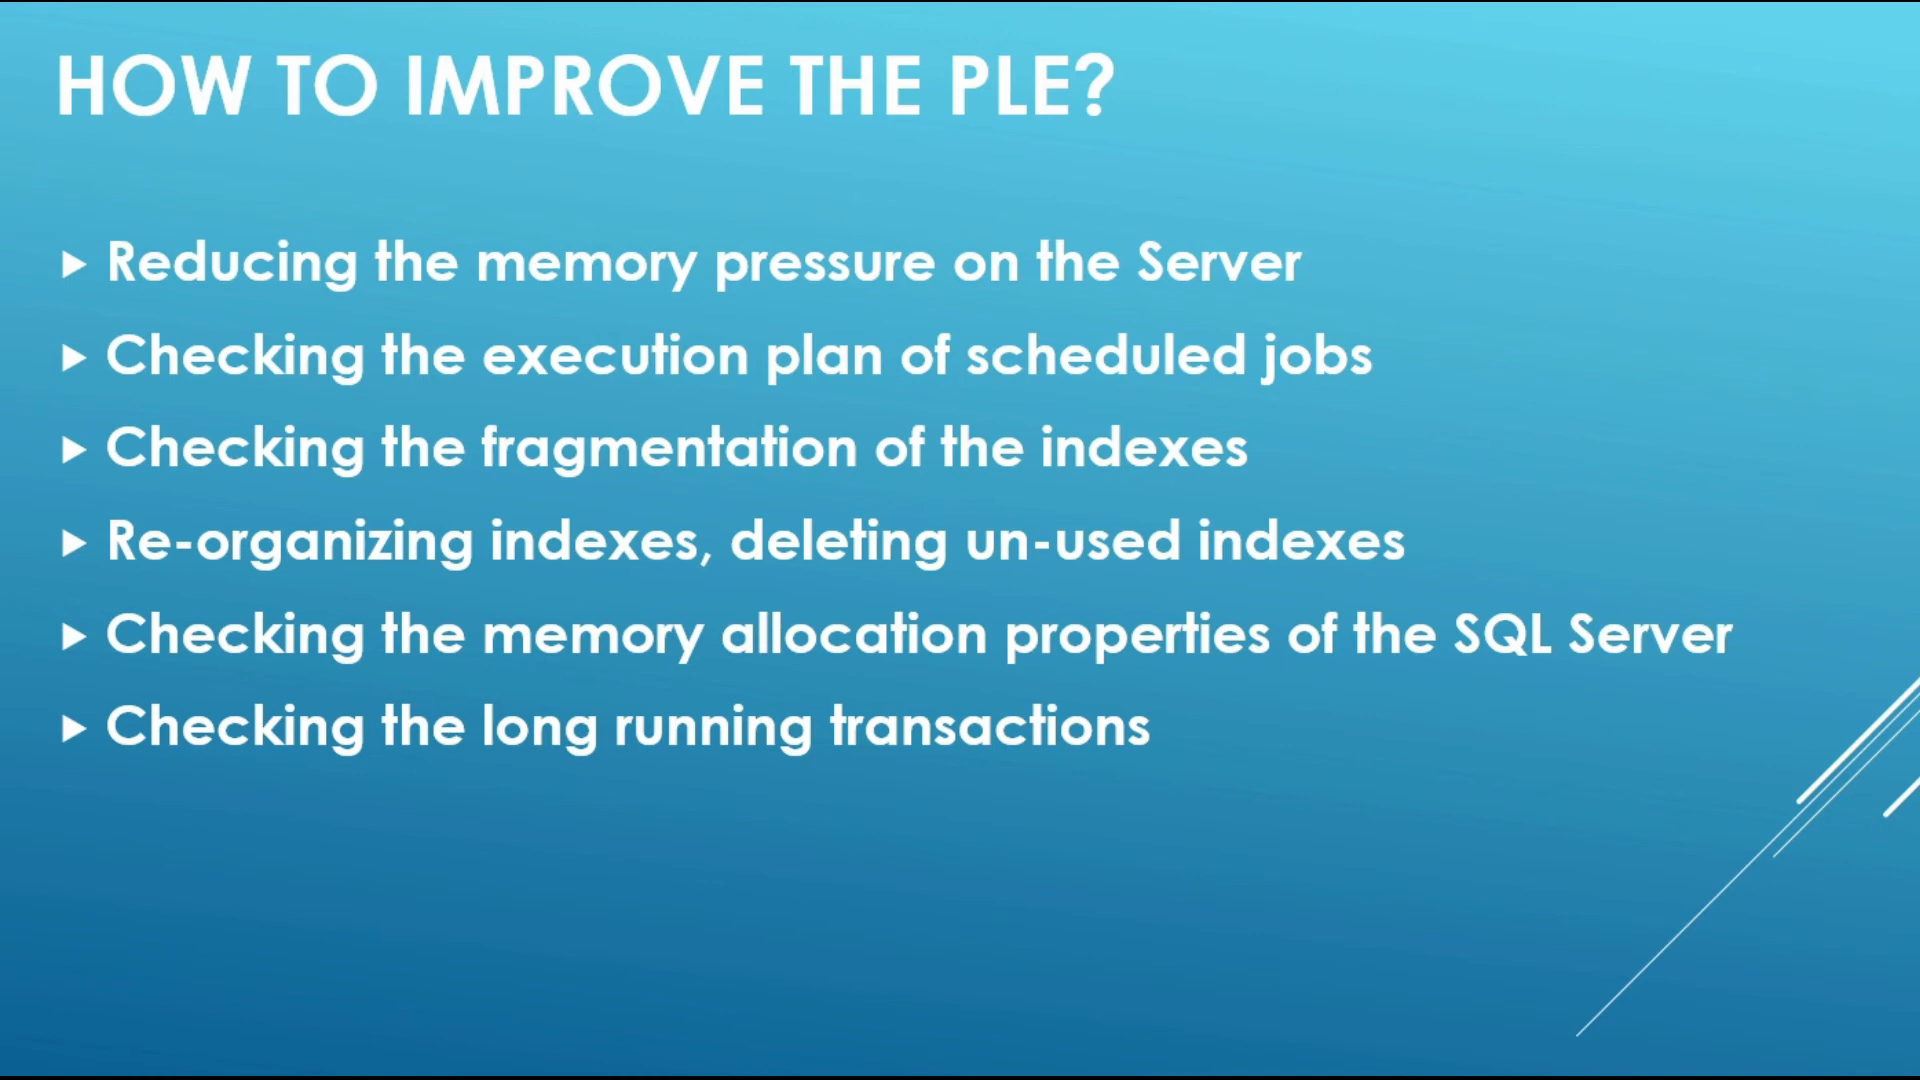 HOW TO IMPROVE THE PLE?
Reducing the memory pressure on the Server
Checking the execution plan of scheduled jobs
Checking the fragmentation of the indexes
Re-organizing indexes, deleting un-used indexes
Checking the memory allocation properties of the SQL Server
Checking the long running transactions